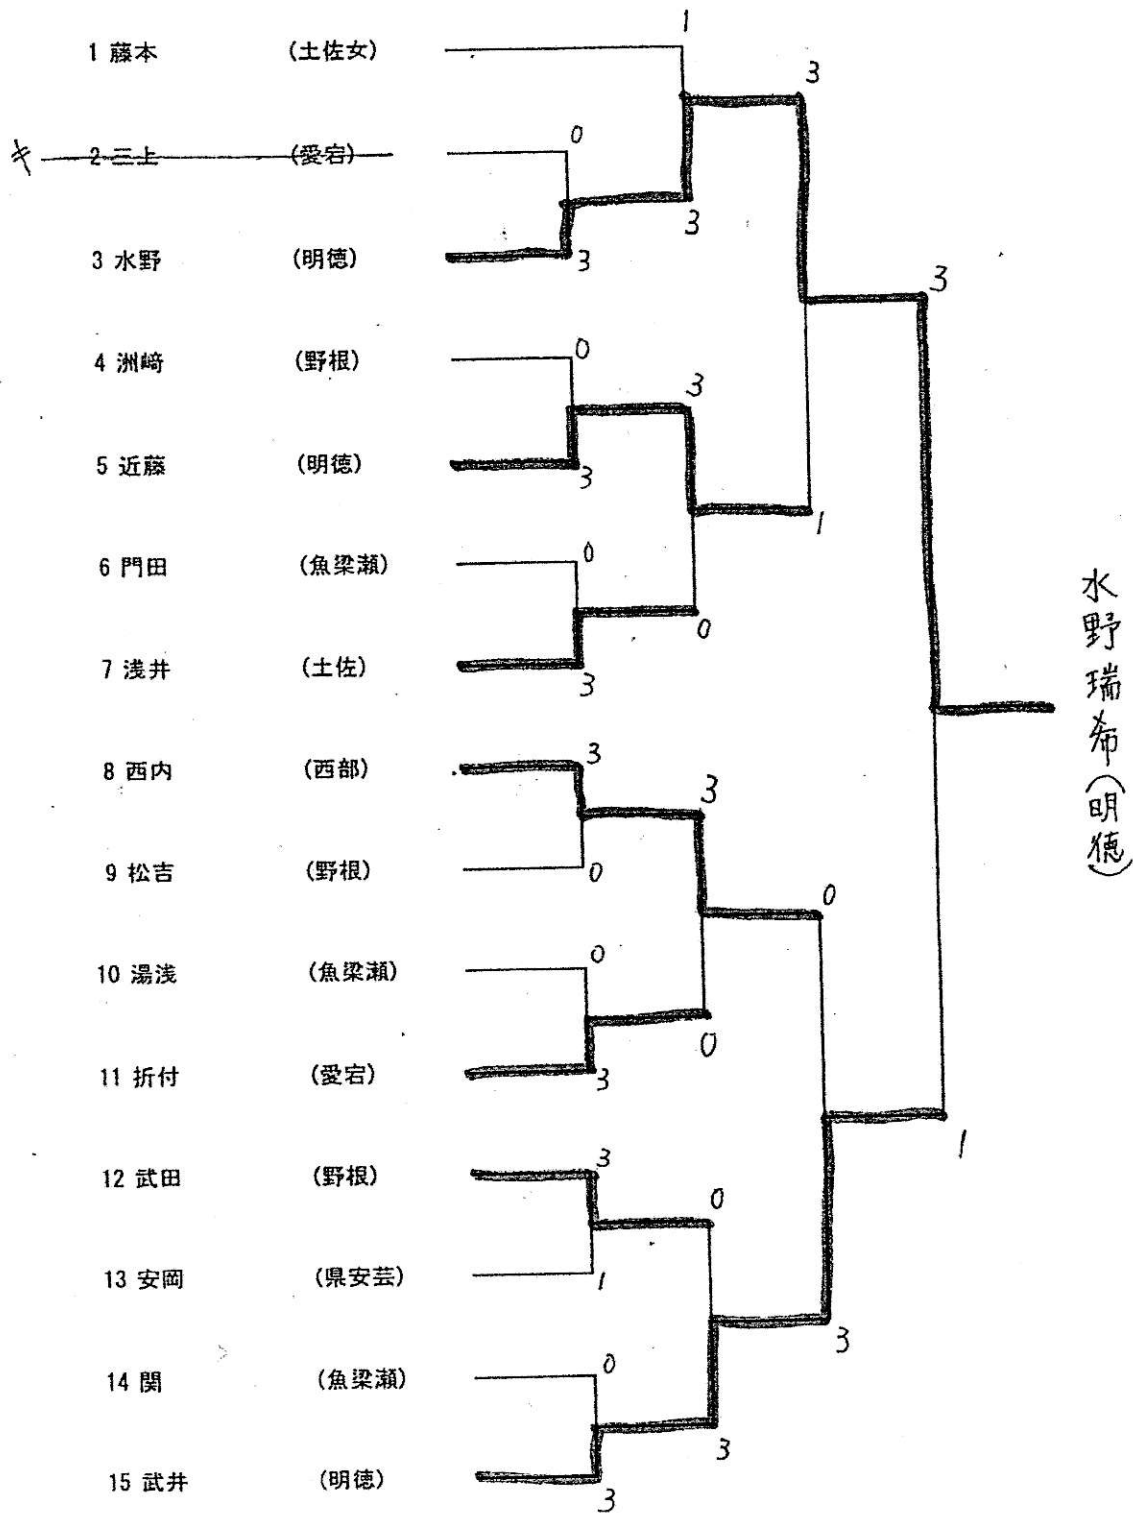 1
1 藤本 (土佐女)
3
キ 2 三上 (愛宕) 0
3
3 水野 (明徳) 3
3
4 洲﨑 (野根) 0
3
5 近藤 (明徳) 3
1
6 門田 (魚梁瀬) 0
0
7 浅井 (土佐) 3
水野瑞希(明徳)
8 西内 (西部) 3
3
9 松吉 (野根) 0
0
10 湯浅 (魚梁瀬) 0
0
11 折付 (愛宕) 3
1
12 武田 (野根) 3
0
13 安岡 (県安芸) 1
3
14 関 (魚梁瀬) 0
3
15 武井 (明徳) 3